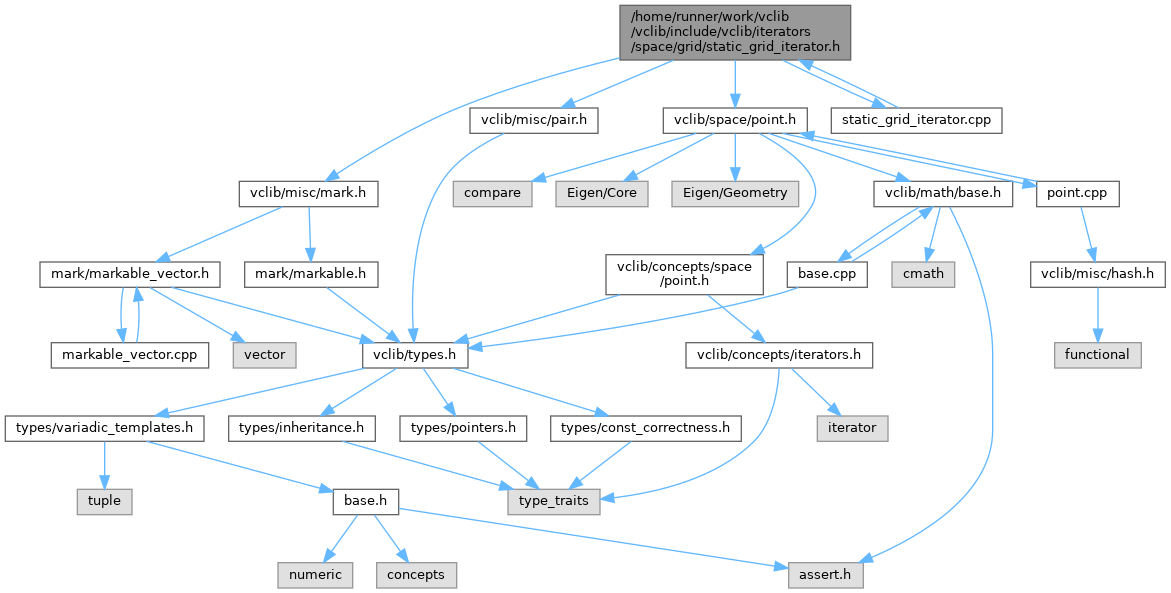 /home/runner/work/vclib
/vclib/include/vclib/iterators
/space/grid/static_grid_iterator.h
vclib/misc/pair.h
vclib/space/point.h
static_grid_iterator.cpp
vclib/misc/mark.h
compare
Eigen/Core
Eigen/Geometry
vclib/math/base.h
point.cpp
mark/markable_vector.h
mark/markable.h
vclib/concepts/space
/point.h
base.cpp
cmath
vclib/misc/hash.h
markable_vector.cpp
vector
vclib/types.h
vclib/concepts/iterators.h
functional
types/variadic_templates.h
types/inheritance.h
types/pointers.h
types/const_correctness.h
iterator
tuple
base.h
type_traits
numeric
concepts
assert.h